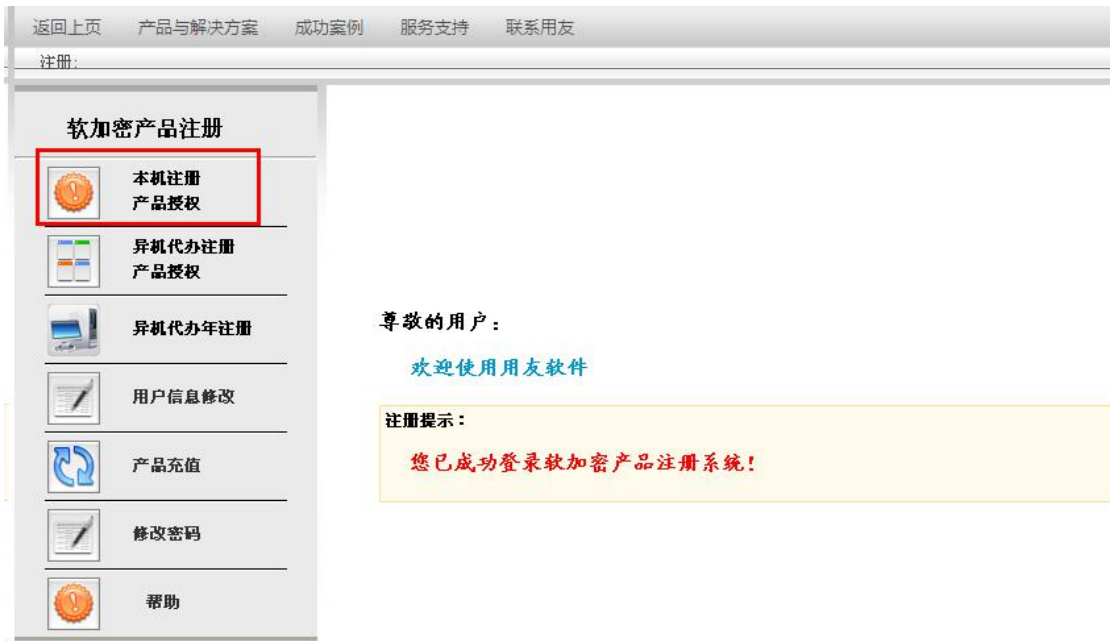 返回上页 产品与解决方案 成功案例 服务支持 联系用友
注册:
软加密产品注册
本机注册
产品授权
异机代办注册
产品授权
异机代办年注册
用户信息修改
产品充值
修改密码
帮助
尊敬的用户：
欢迎使用用友软件
注册提示：
您已成功登录软加密产品注册系统！